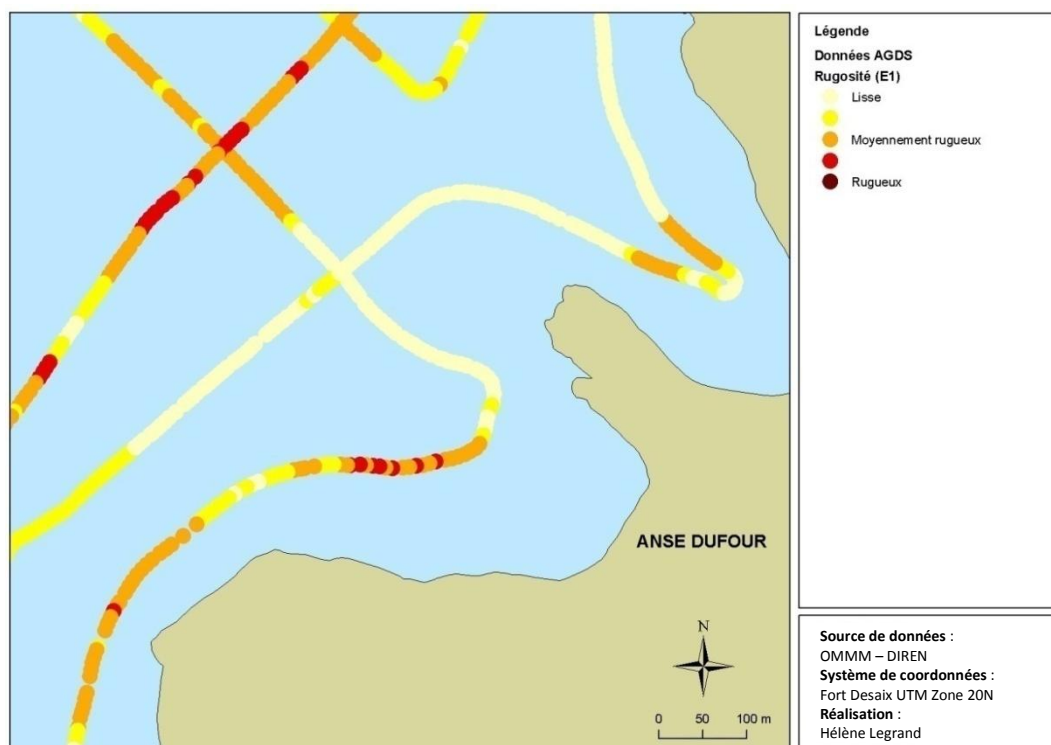 Légende
Données AGDS
Rugosité (E1)
Lisse
Moyennement rugueux
Rugueux
ANSE DUFOUR
N
0 50 100 m
Source de données :
OMMM – DIREN
Système de coordonnées :
Fort Desaix UTM Zone 20N
Réalisation :
Hélène Legrand